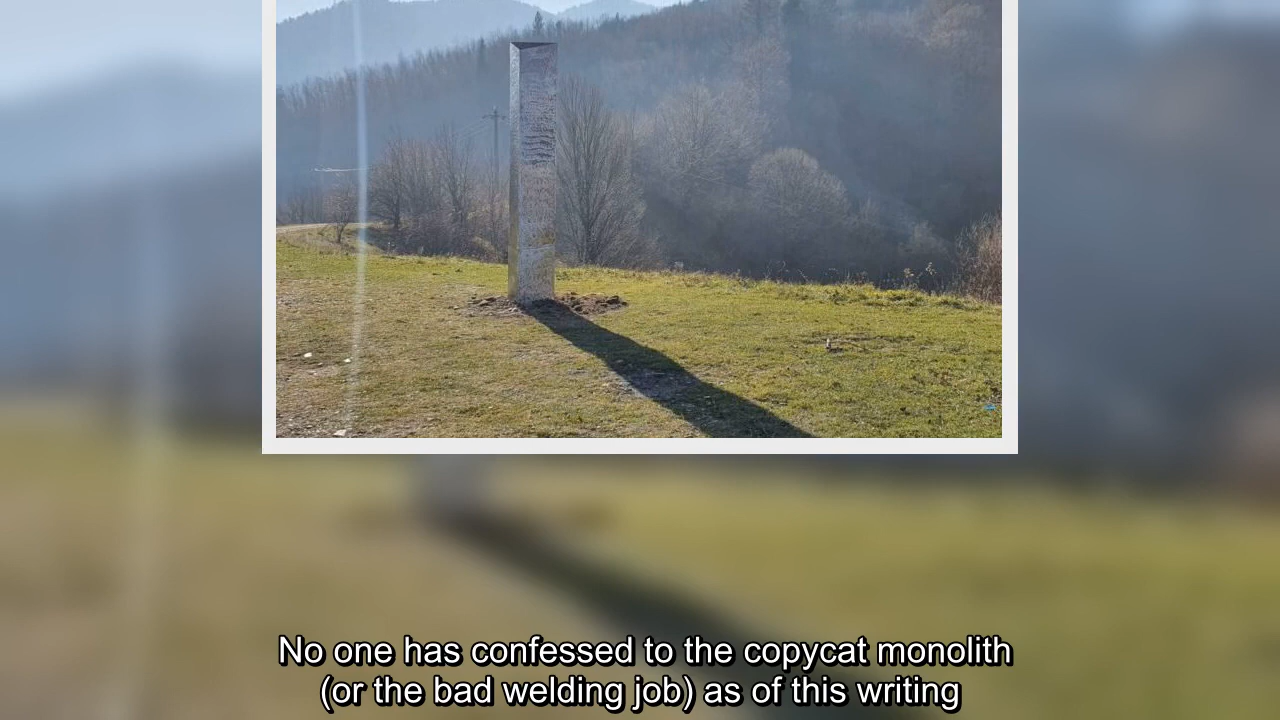 No one has confessed to the copycat monolith
(or the bad welding job) as of this writing